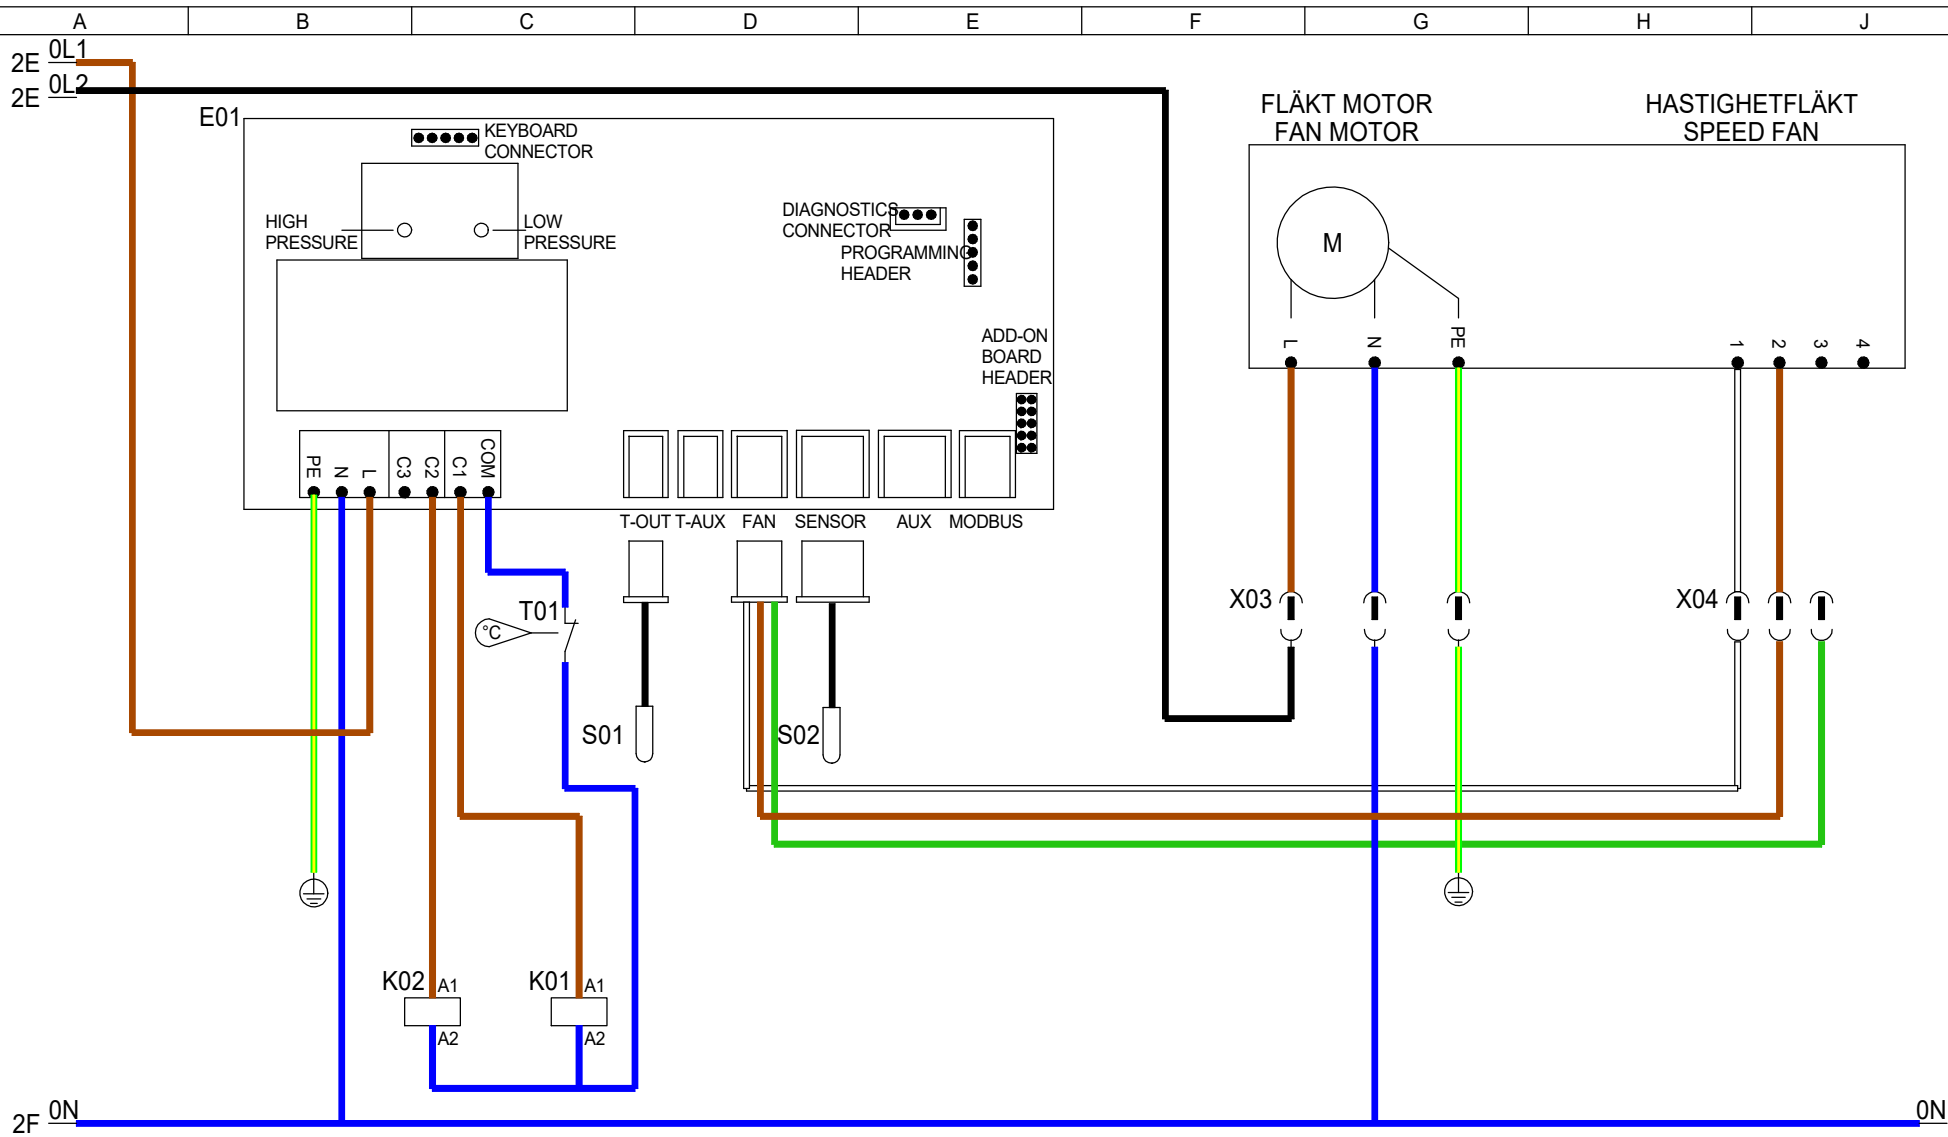 A B C D E F G H J
0L1
2E
0L2
2E
E01
KEYBOARD
CONNECTOR
HIGH
PRESSURE
LOW
PRESSURE
DIAGNOSTICS
CONNECTOR
PROGRAMMING
HEADER
ADD-ON
BOARD
HEADER
PE N L C3 C2 C1 COM
T-OUT T-AUX FAN SENSOR AUX MODBUS
FLÄKT MOTOR
FAN MOTOR
HASTIGHETFLÄKT
SPEED FAN
M
L N PE 1 2 3 4
T01
°C
X03
X04
S01
S02
K02 A1
A2
K01 A1
A2
0N
2F
0N